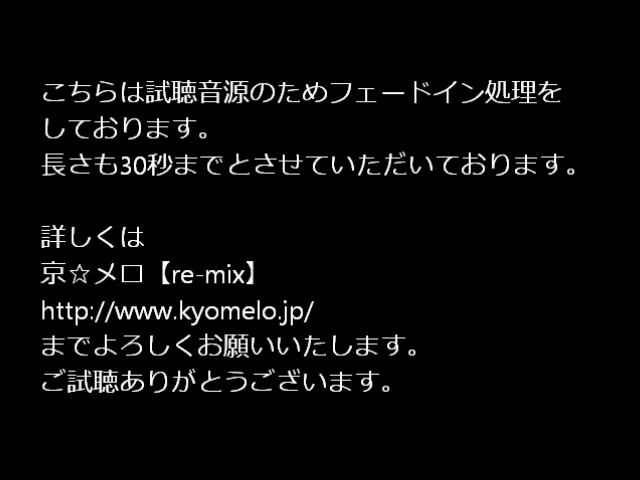 こちらは試聴音源のためフェードイン処理を
しております。
長さも30秒までとさせていただいております。
詳しくは
京☆メロ【re-mix】
http://www.kyomelo.jp/
までよろしくお願いいたします。
ご試聴ありがとうございます。